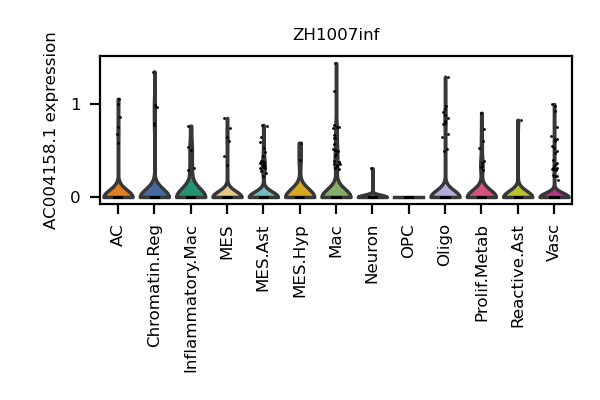 ZH1007inf
AC004158.1 expression
1
0
AC
Chromatin.Reg
Inflammatory.Mac
MES
MES.Ast
MES.Hyp
Mac
Neuron
OPC
Oligo
Prolif.Metab
Reactive.Ast
Vasc